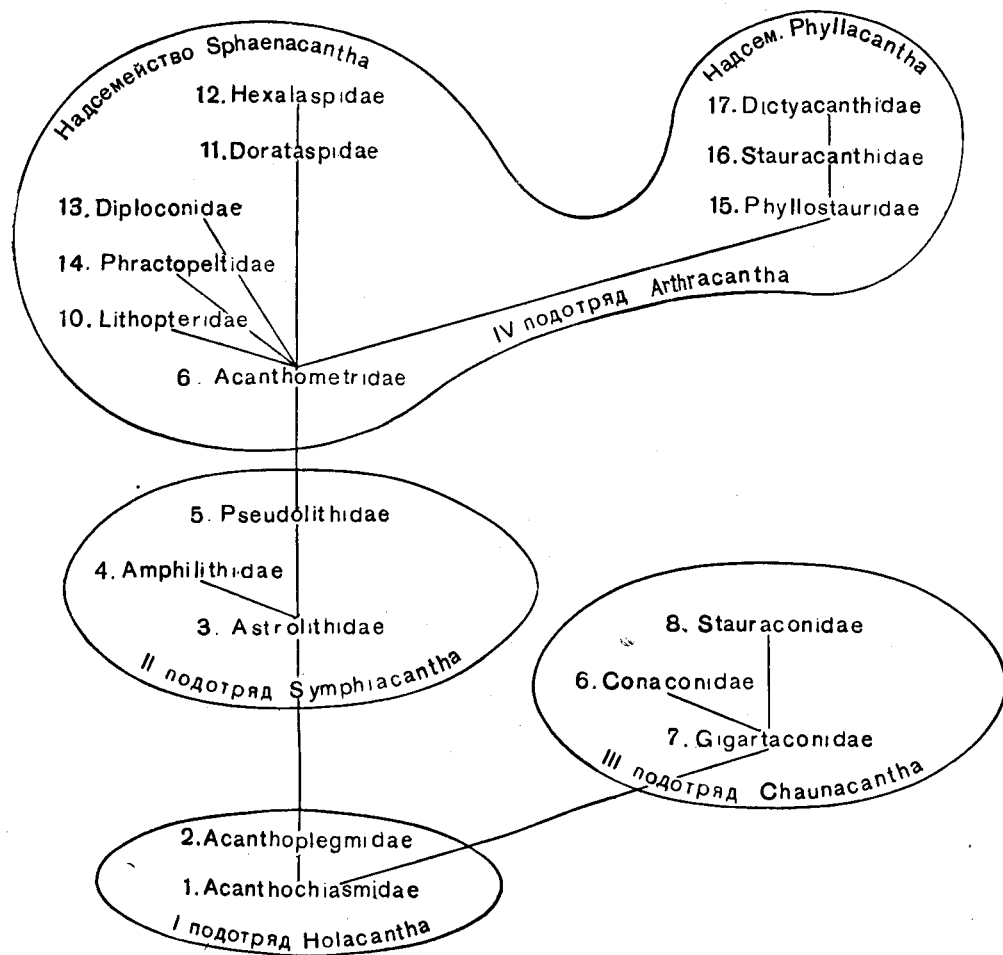 Надсемейство Sphaenacantha
12. Hexalaspidae
11. Dorataspidae
13. Diploconidae
14. Phractopeltidae
10. Lithopteridae
6. Acanthometridae
Надсем. Phyllacantha
17. Dictyacanthidae
16. Stauracanthidae
15. Phyllostauridae
IV подотряд Arthracantha
5. Pseudolithidae
4. Amphilithidae
3. Astrolithidae
II подотряд Symphiacantha
8. Stauraconidae
6. Conaconidae
7. Gigartaconidae
III подотряд Chaunacantha
2. Acanthoplegmidae
1. Acanthochiasmidae
I подотряд Holacantha